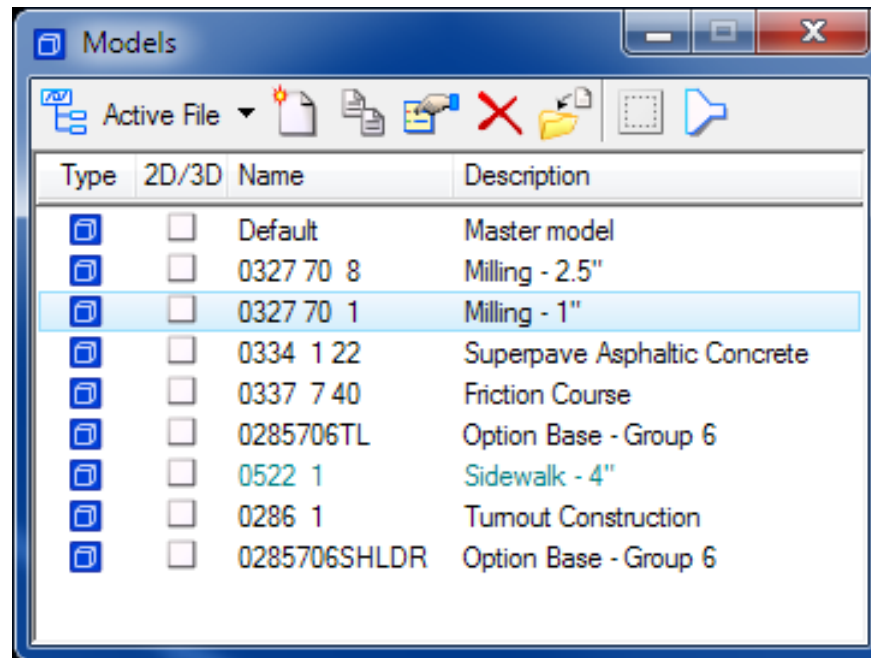 Models
Active File
Type 2D/3D Name Description
Default Master model
0327 70 8 Milling - 2.5"
0327 70 1 Milling - 1"
0334 1 22 Superpave Asphaltic Concrete
0337 7 40 Friction Course
0285706TL Option Base - Group 6
0522 1 Sidewalk - 4"
0286 1 Turnout Construction
0285706SHLDR Option Base - Group 6